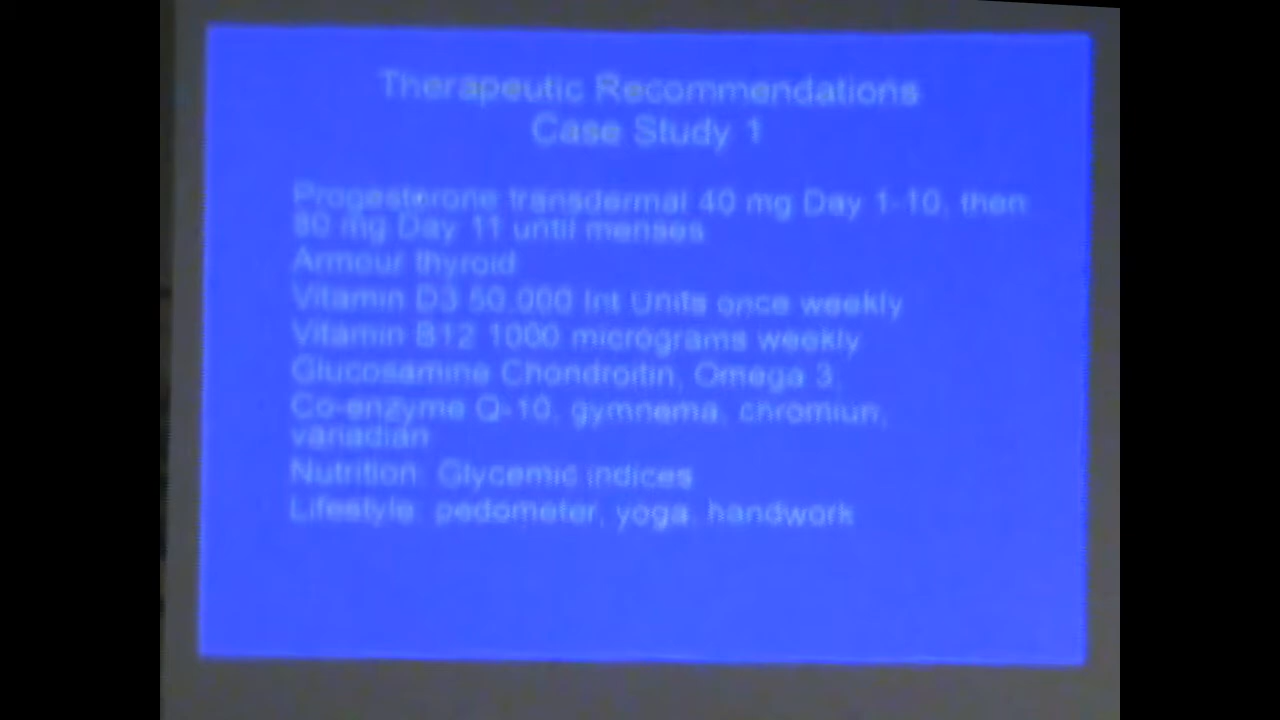 Therapeutic Recommendations
Case Study 1
Progesterone transdermal 40 mg Day 1-10, then
80 mg Day 11 until menses
Armour thyroid
Vitamin D3 50,000 Int Units once weekly
Vitamin B12 1000 micrograms weekly
Glucosamine Chondroitin, Omega 3,
Co-enzyme Q-10, gymnema, chromiun,
vanadian
Nutrition: Glycemic indices
Lifestyle: pedometer, yoga, handwork